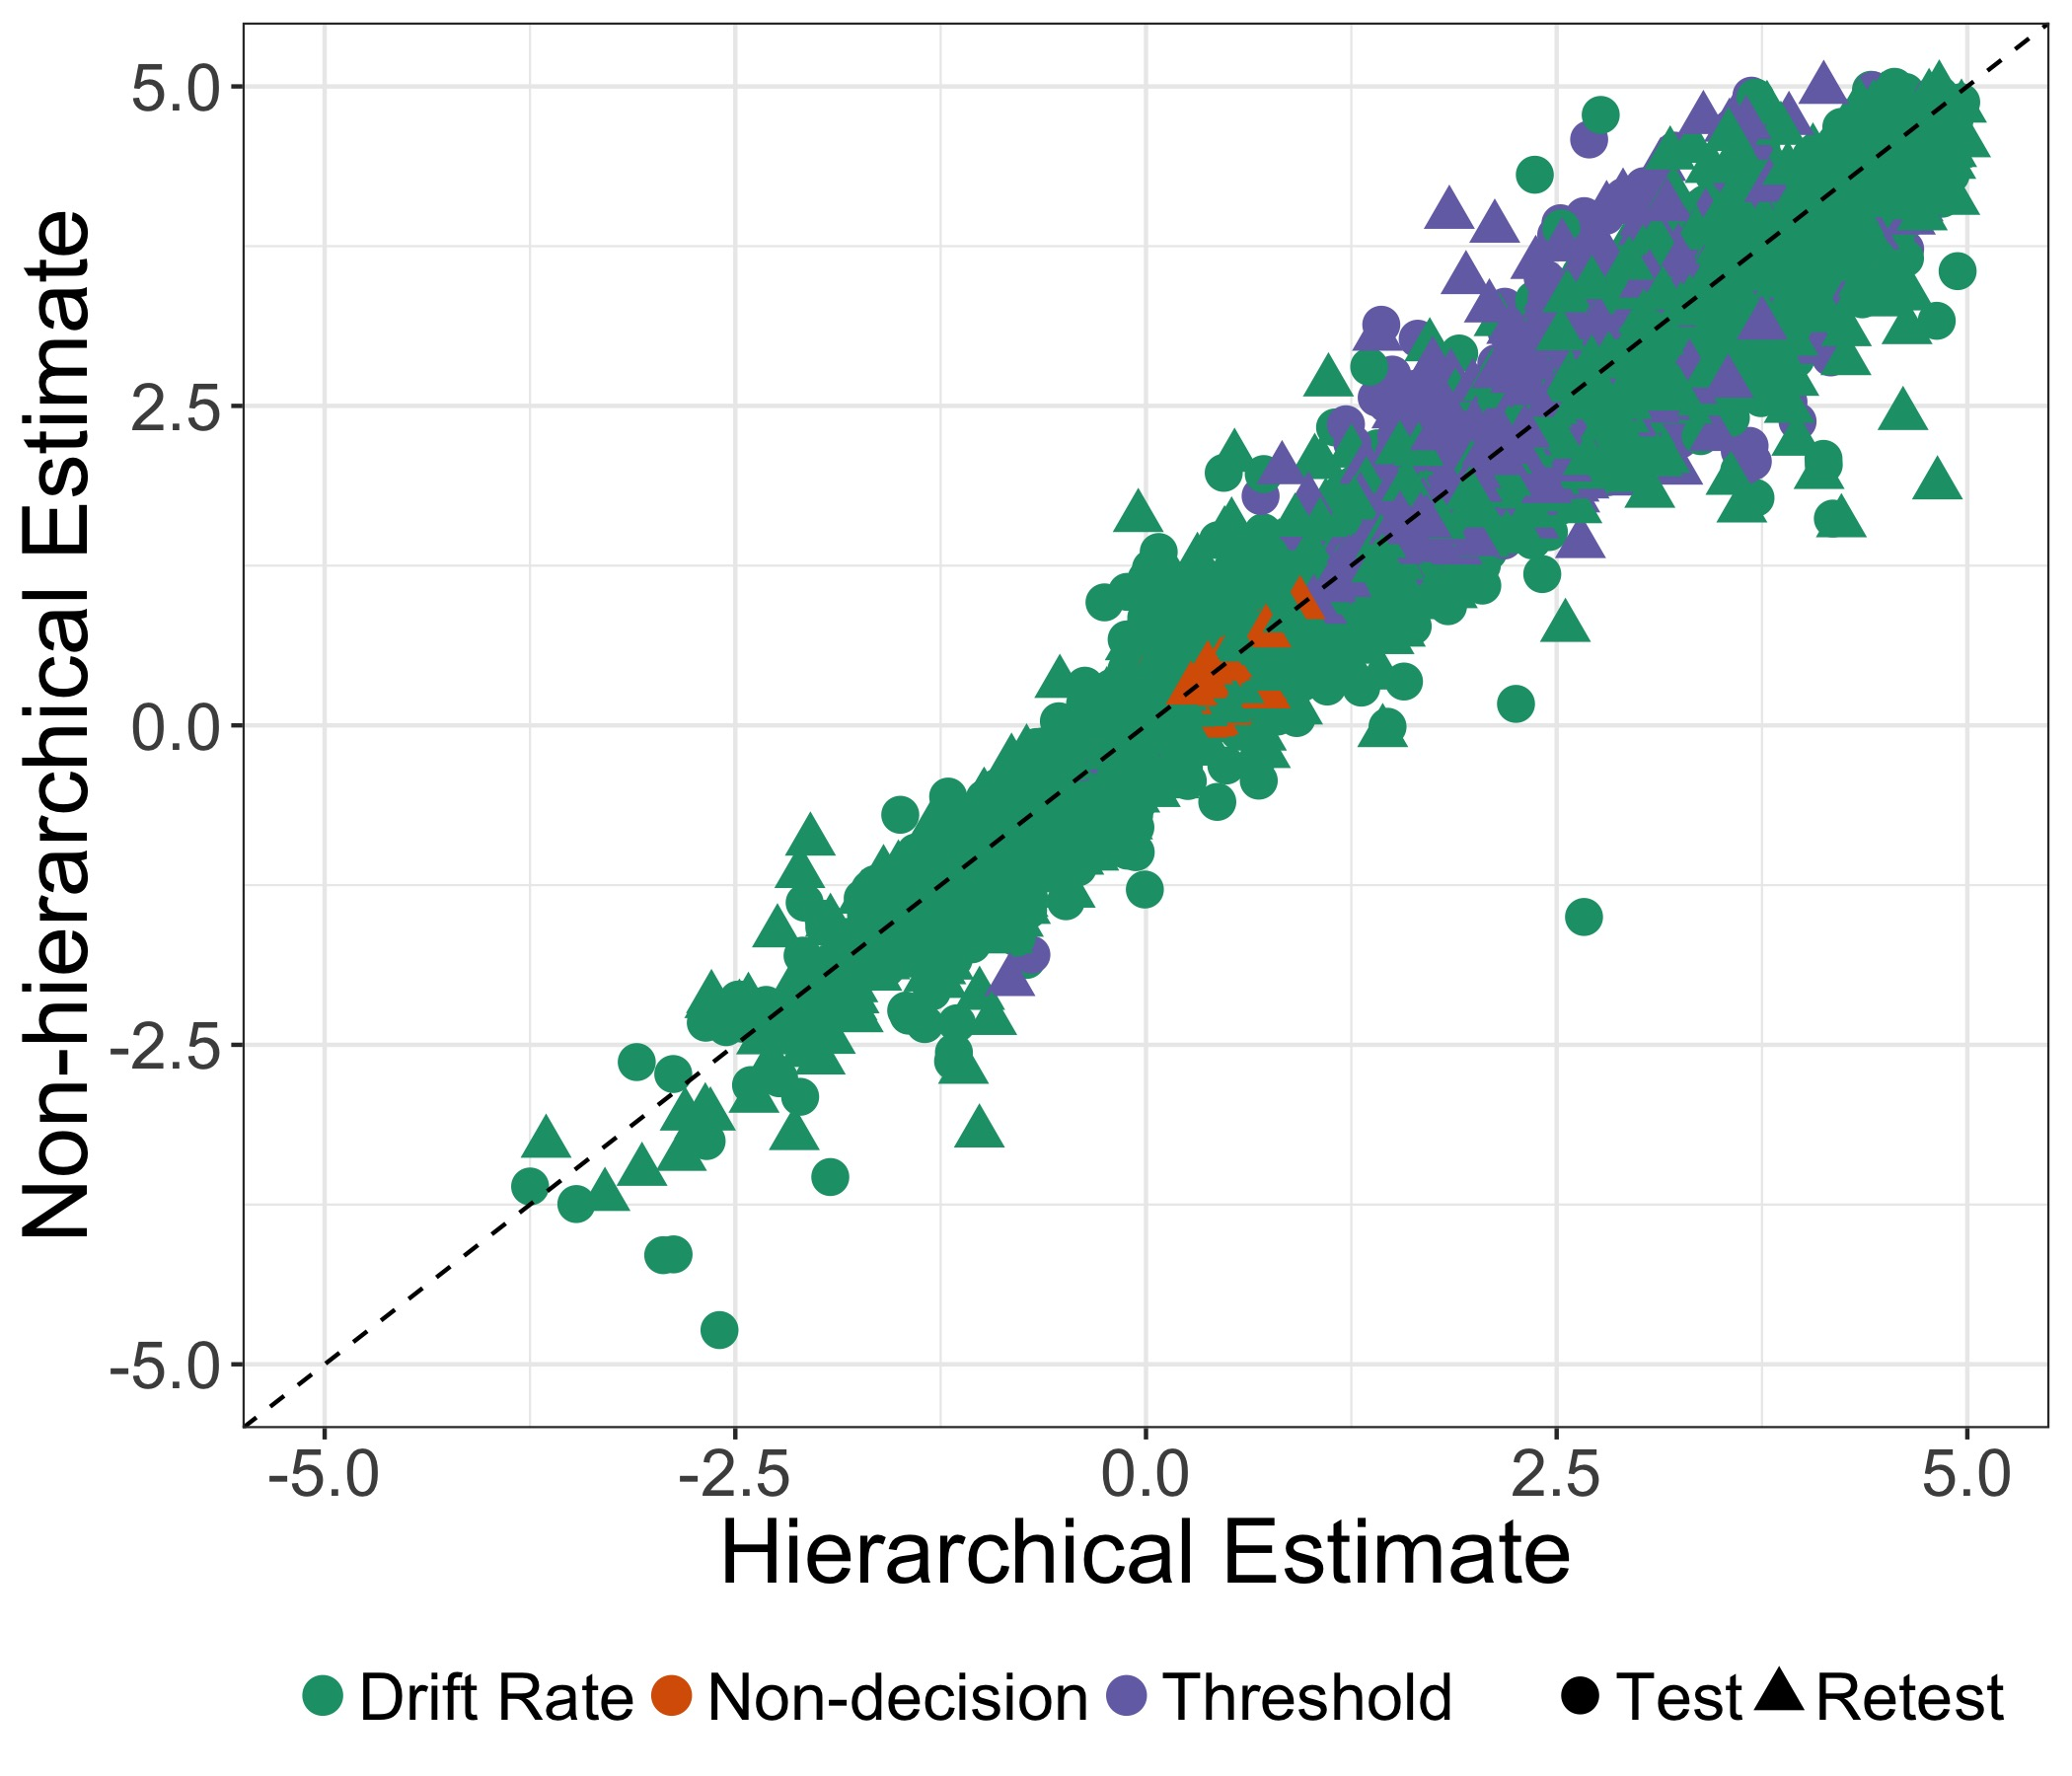 Non-hierarchical Estimate
5.0
2.5
0.0
-2.5
-5.0
-5.0 -2.5 0.0 2.5 5.0
Hierarchical Estimate
Drift Rate Non-decision Threshold Test Retest